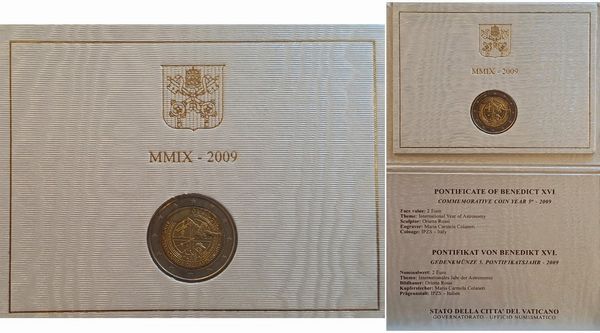 MMIX - 2009
MMIX - 2009
PONTIFICATE OF BENEDICT XVI
COMMEMORATIVE COIN YEAR 5° - 2009
Face value: 2 Euro
Theme: International Year of Astronomy
Sculptor: Orietta Rossi
Engraver: Maria Carmela Colaneri
Coinage: IPZS - Italy
PONTIFIKAT VON BENEDIKT XVI.
GEDENKMÜNZE 5. PONTIFIKATSJAHR - 2009
Nominalwert: 2 Euro
Thema: Internationales Jahr der Astronomie
Bildhauer: Orietta Rossi
Kupferstecher: Maria Carmela Colaneri
Prägeanstalt: IPZS - Italien
STATO DELLA CITTA' DEL VATICANO
GOVERNATORATO - UFFICIO NUMISMATICO